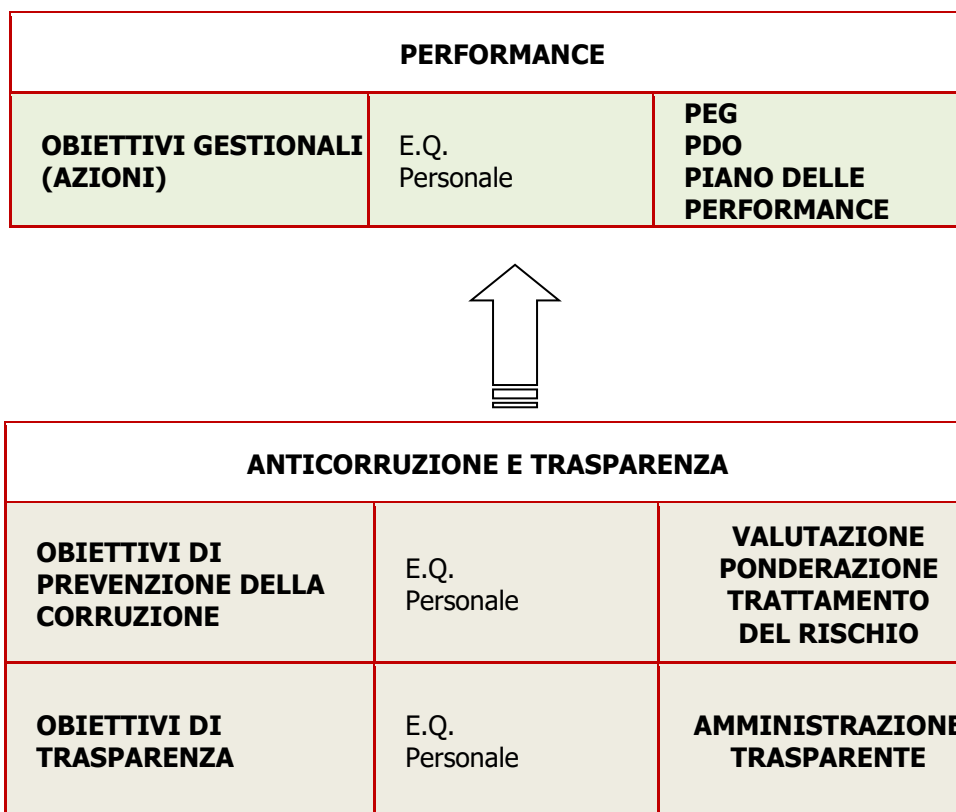 PERFORMANCE
OBIETTIVI GESTIONALI
(AZIONI)
E.Q.
Personale
PEG
PDO
PIANO DELLE
PERFORMANCE
ANTICORRUZIONE E TRASPARENZA
OBIETTIVI DI
PREVENZIONE DELLA
CORRUZIONE
E.Q.
Personale
VALUTAZIONE
PONDERAZIONE
TRATTAMENTO
DEL RISCHIO
OBIETTIVI DI
TRASPARENZA
E.Q.
Personale
AMMINISTRAZIONE
TRASPARENTE